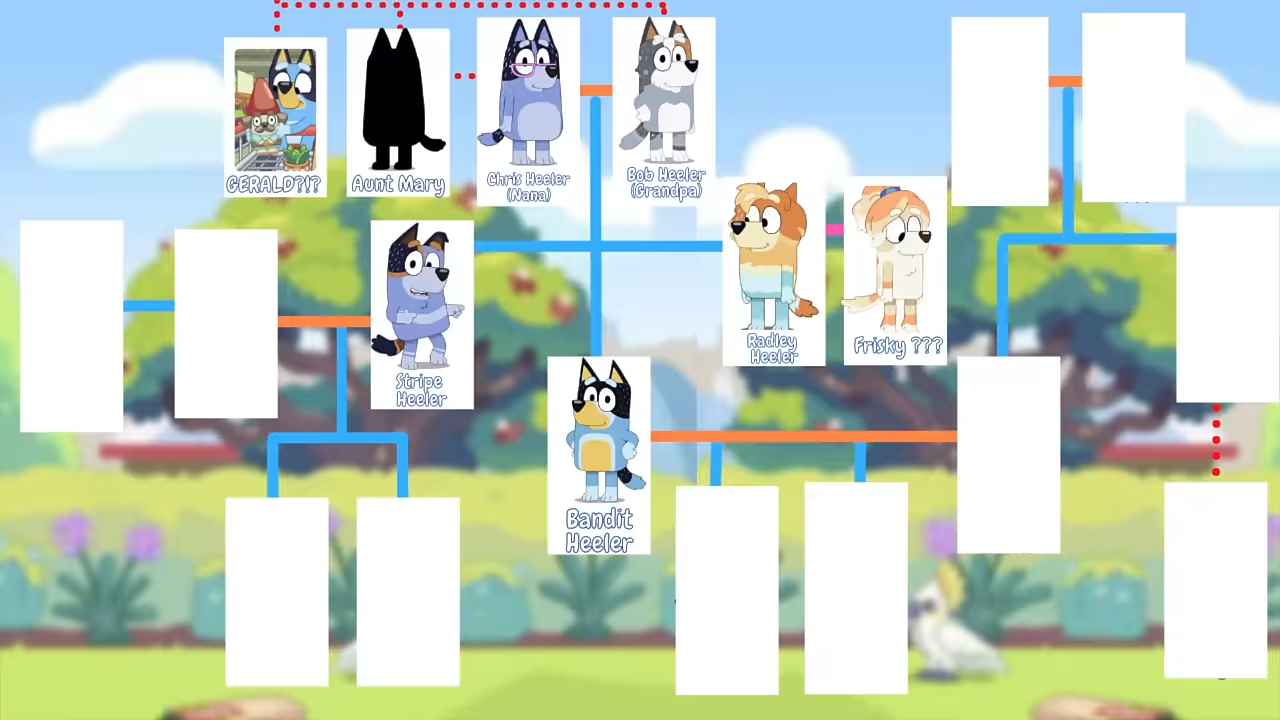 GERALD?!?
Aunt Mary
Chris Heeler
(Nana)
Bob Heeler
(Grandpa)
Radley
Heeler
Frisky ???
Stripe
Heeler
Bandit
Heeler